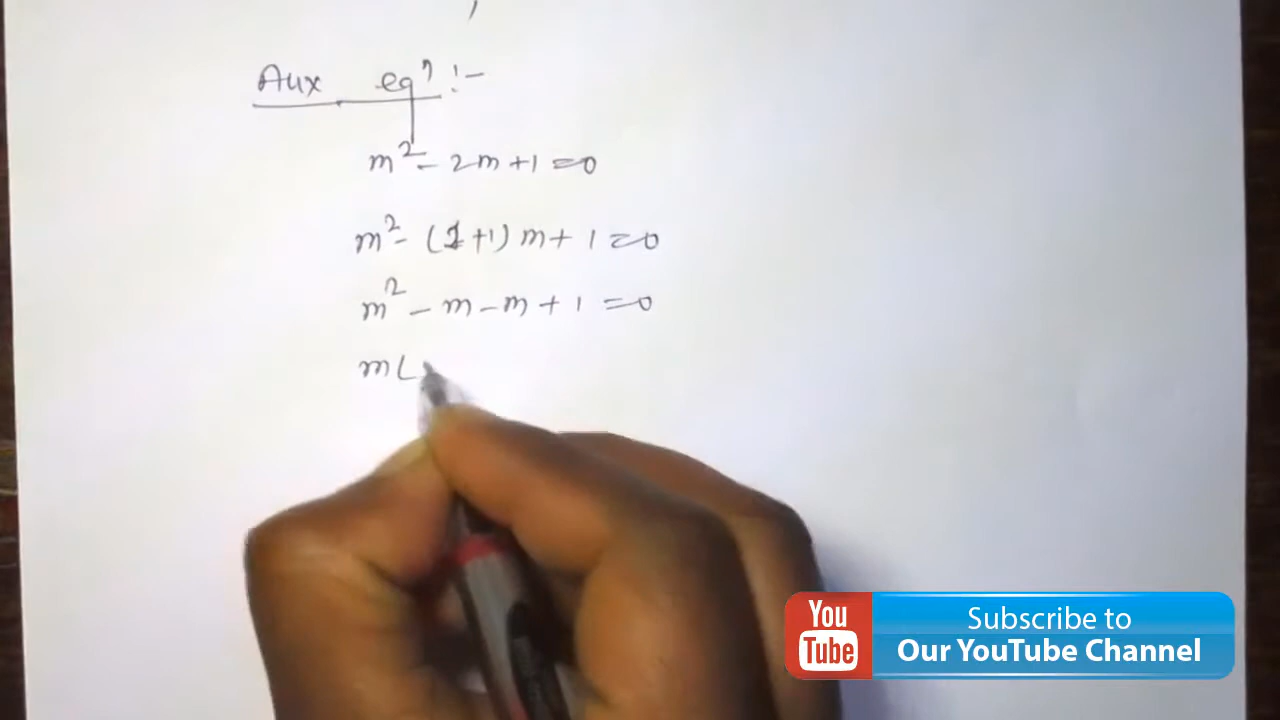 Aux eqⁿ :-
m² - 2m + 1 = 0
m² - (1+1) m + 1 = 0
m² - m - m + 1 = 0
m(
You
Tube
Subscribe to
Our YouTube Channel